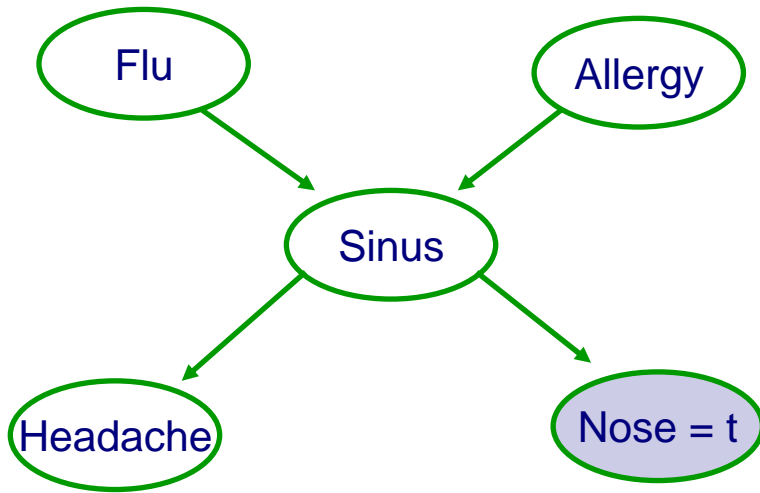 Flu
Allergy
Sinus
Headache
Nose = t